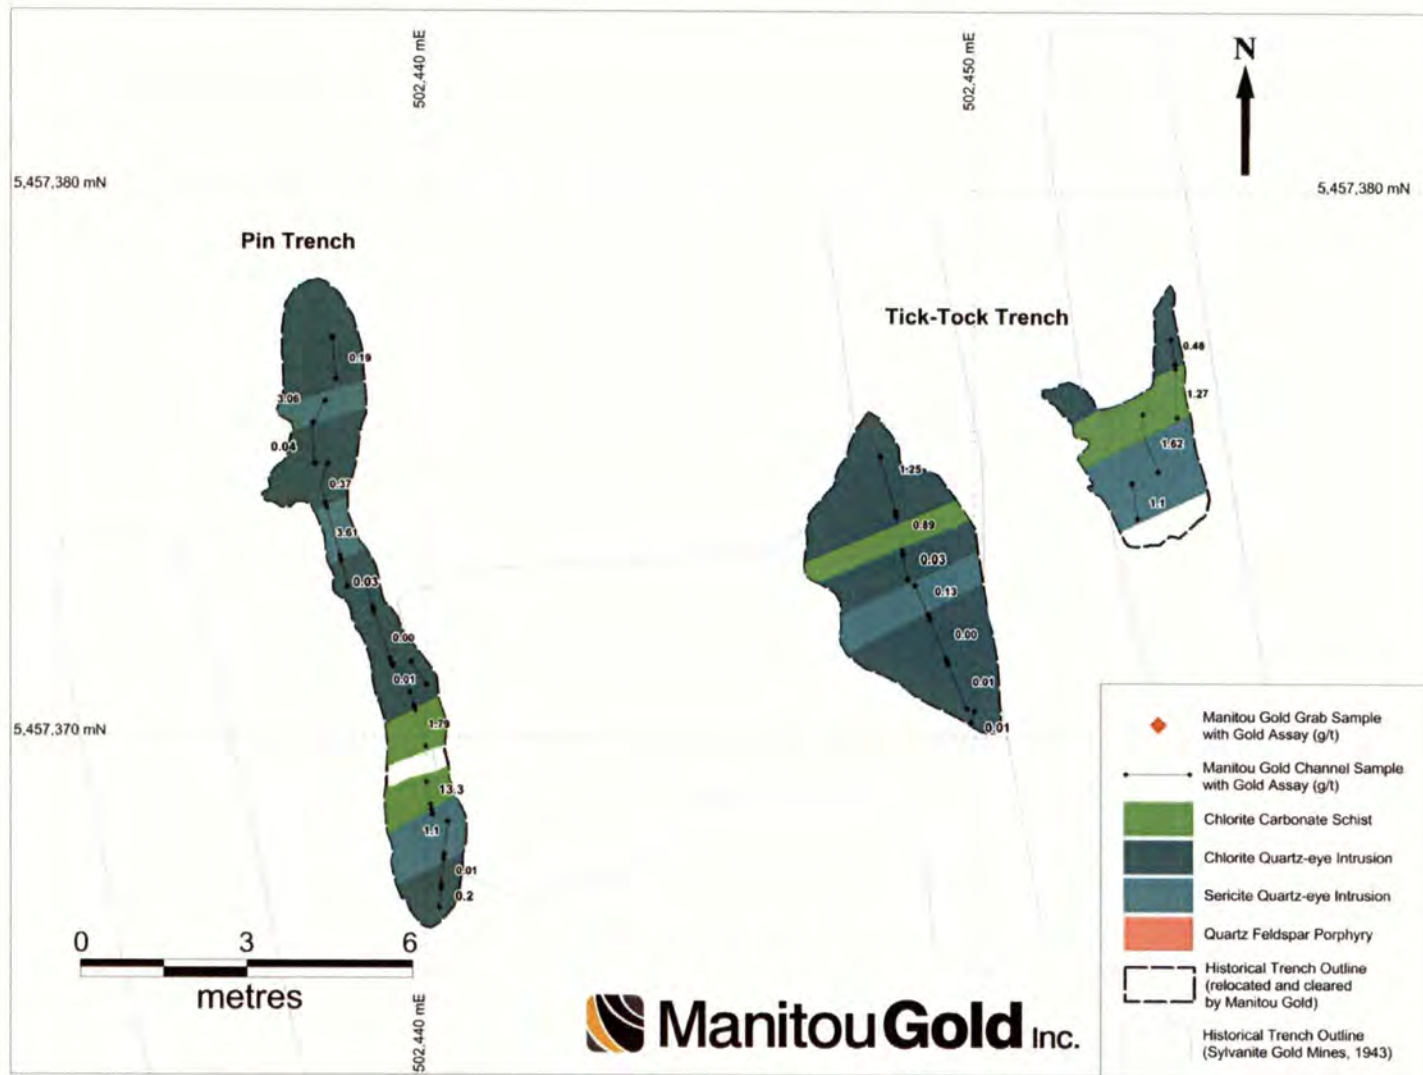 502,440 mE
502,450 mE
N
5,457,380 mN
5,457,380 mN
Pin Trench
Tick-Tock Trench
0.19
3.06
0.04
0.37
3.61
0.03
0.00
0.01
1.79
13.3
1.1
0.01
0.2
1.25
0.89
0.03
0.13
0.00
0.01
0.01
0.48
1.27
1.62
1.1
5,457,370 mN
0 3 6
metres
502,440 mE
ManitouGold Inc.
Manitou Gold Grab Sample
with Gold Assay (g/t)
Manitou Gold Channel Sample
with Gold Assay (g/t)
Chlorite Carbonate Schist
Chlorite Quartz-eye Intrusion
Sericite Quartz-eye Intrusion
Quartz Feldspar Porphyry
Historical Trench Outline
(relocated and cleared
by Manitou Gold)
Historical Trench Outline
(Sylvanite Gold Mines, 1943)